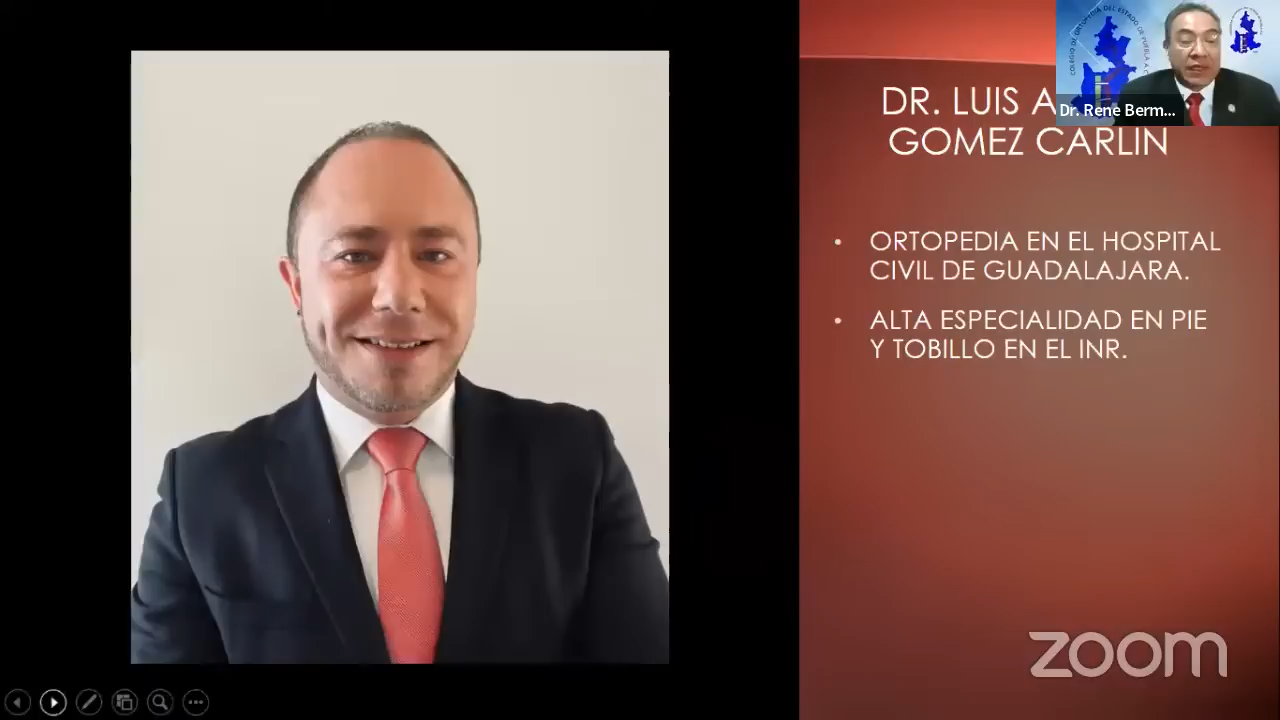 DR. LUIS A
GOMEZ CARLIN
Dr. Rene Berm...
• ORTOPEDIA EN EL HOSPITAL
CIVIL DE GUADALAJARA.
• ALTA ESPECIALIDAD EN PIE
Y TOBILLO EN EL INR.
zoom